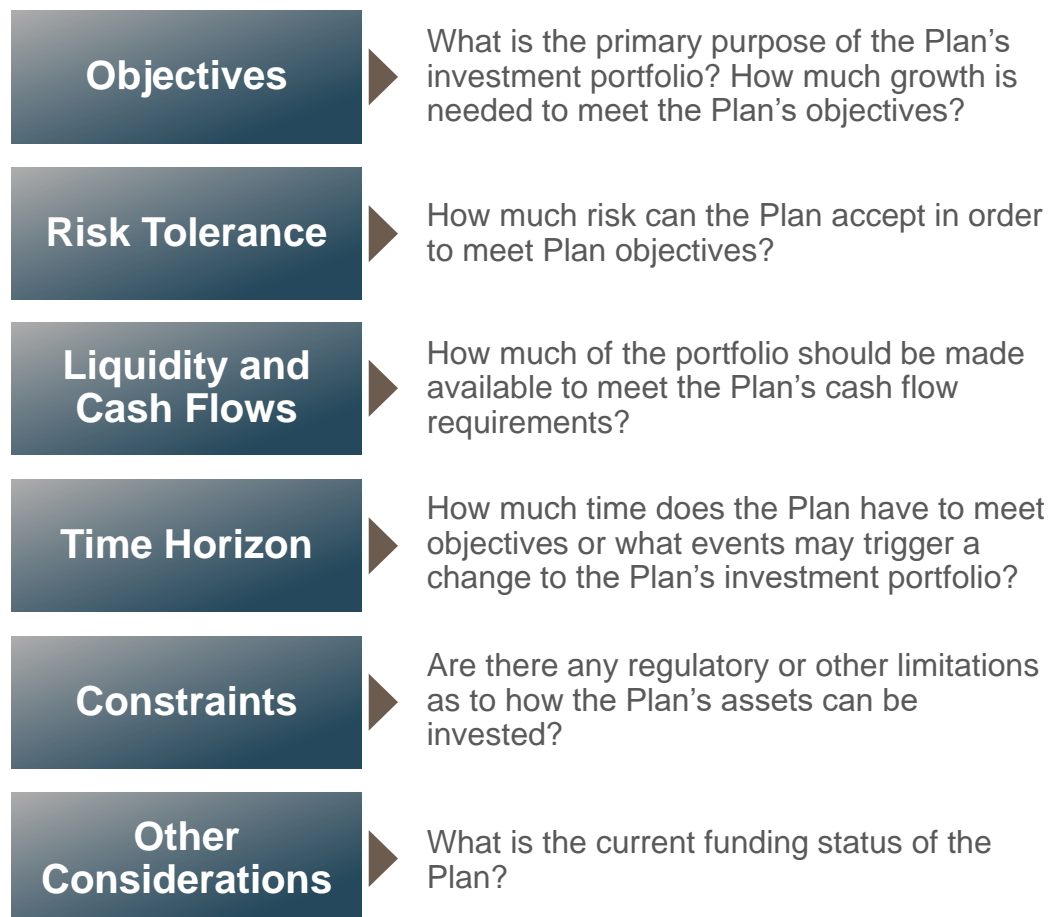 Objectives
What is the primary purpose of the Plan’s
investment portfolio? How much growth is
needed to meet the Plan’s objectives?
Risk Tolerance
How much risk can the Plan accept in order
to meet Plan objectives?
Liquidity and
Cash Flows
How much of the portfolio should be made
available to meet the Plan’s cash flow
requirements?
Time Horizon
How much time does the Plan have to meet
objectives or what events may trigger a
change to the Plan’s investment portfolio?
Constraints
Are there any regulatory or other limitations
as to how the Plan’s assets can be
invested?
Other
Considerations
What is the current funding status of the
Plan?